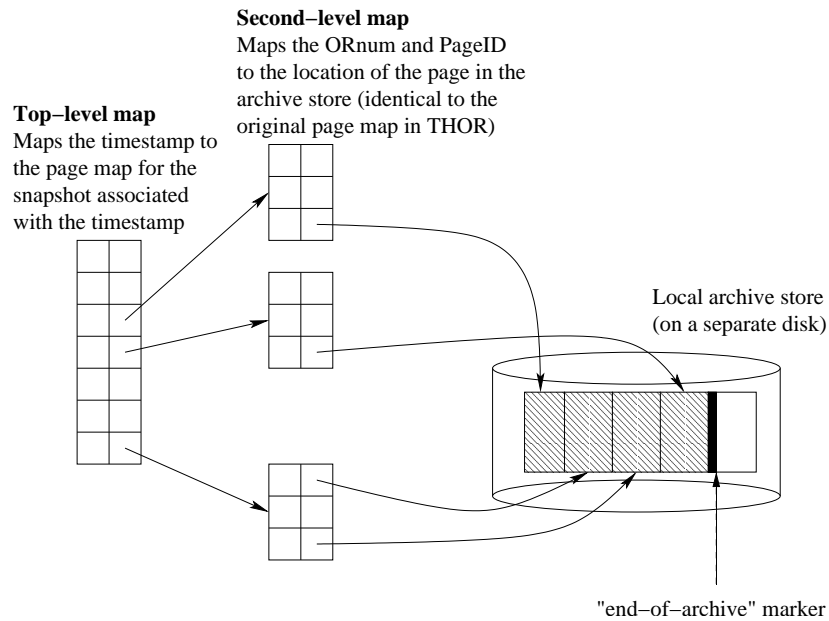 Second−level map
Maps the ORnum and PageID
to the location of the page in the
archive store (identical to the
original page map in THOR)
Top−level map
Maps the timestamp to
the page map for the
snapshot associated
with the timestamp
Local archive store
(on a separate disk)
"end−of−archive" marker